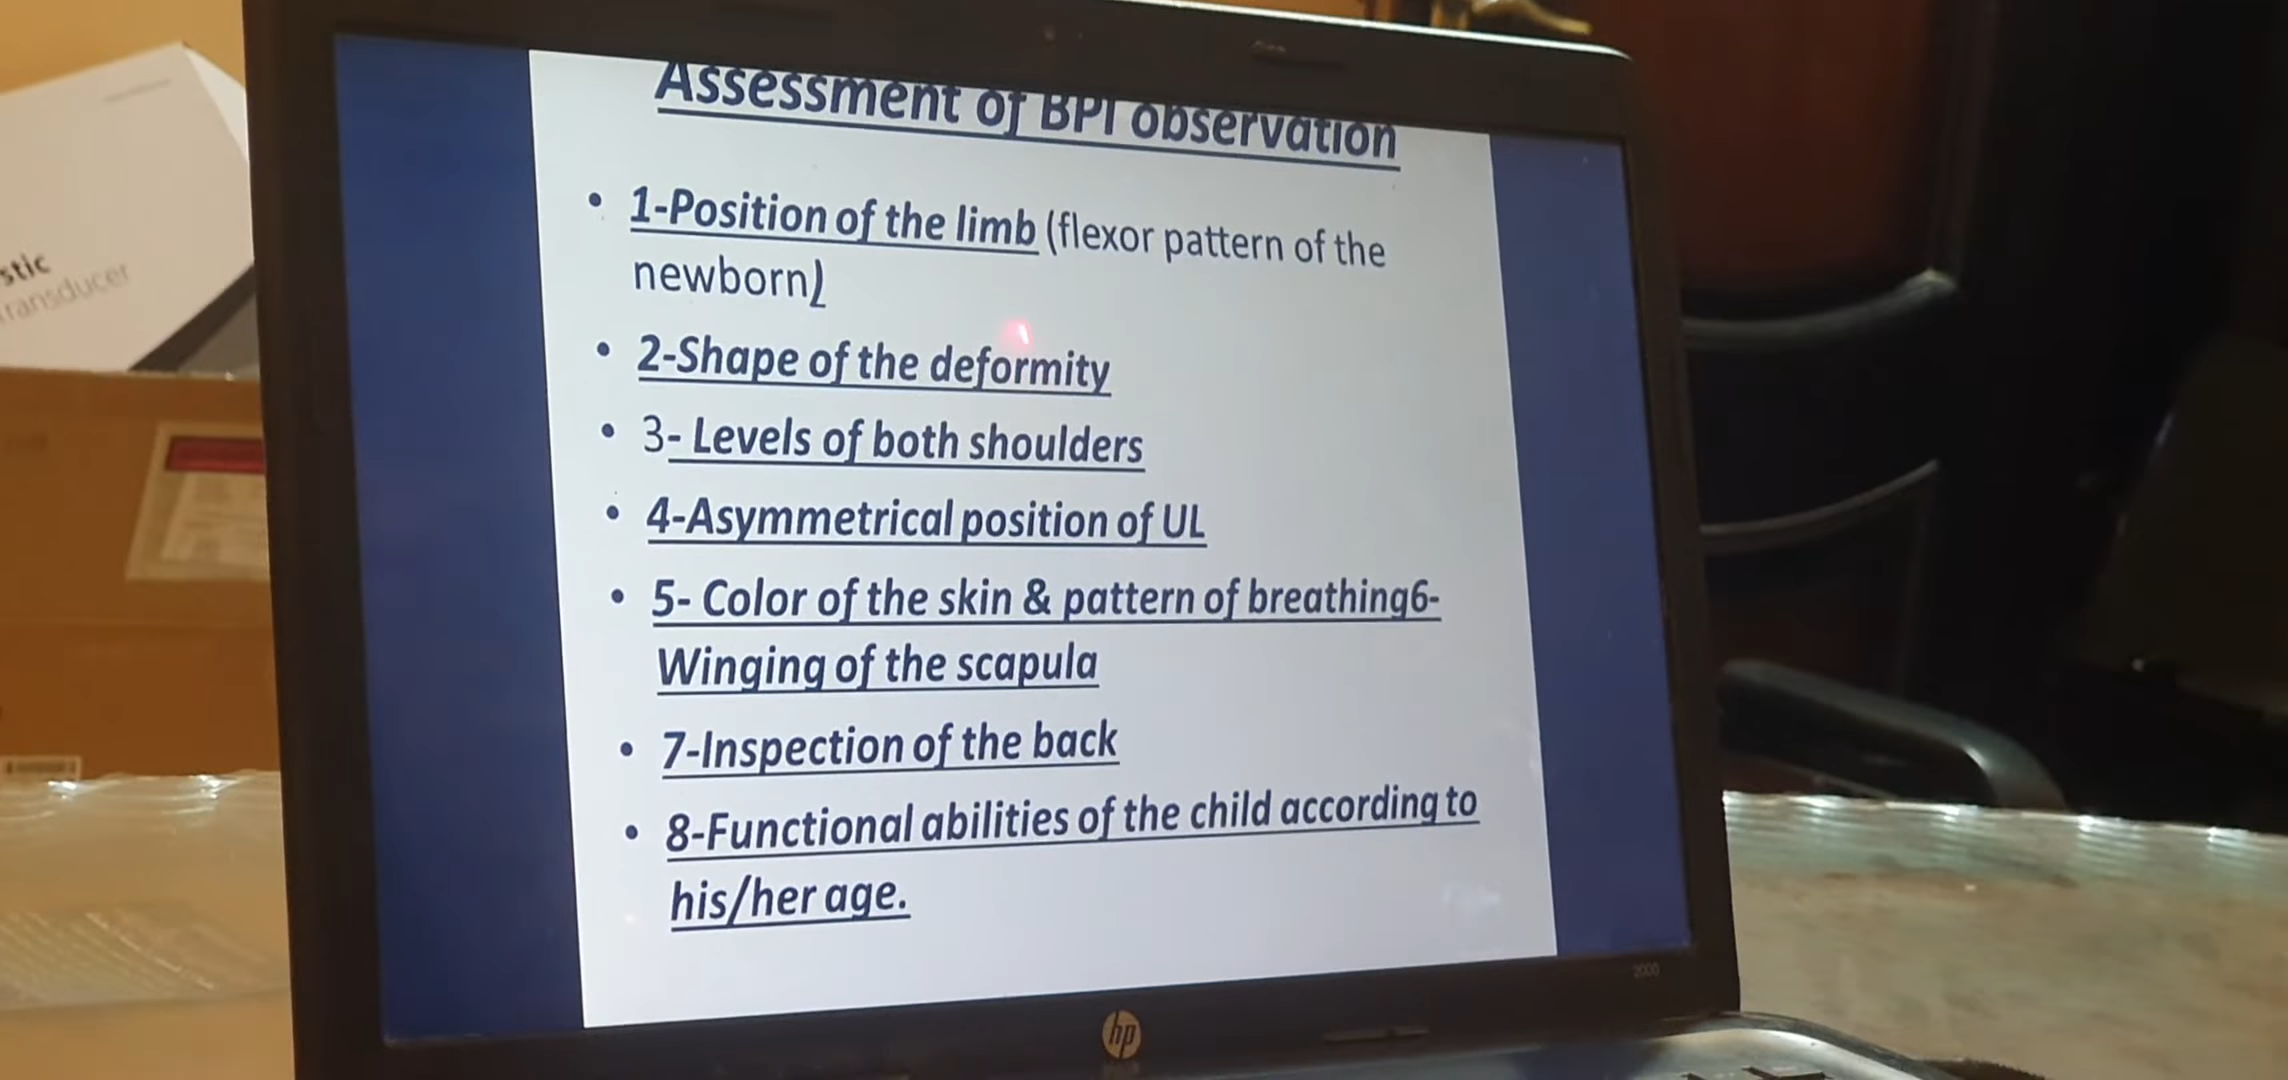 Assessment of BPI observation
• 1-Position of the limb (flexor pattern of the
newborn)
• 2-Shape of the deformity
• 3- Levels of both shoulders
• 4-Asymmetrical position of UL
• 5- Color of the skin & pattern of breathing6-
Winging of the scapula
• 7-Inspection of the back
• 8-Functional abilities of the child according to
his/her age.
stic
ransducer
2000
hp